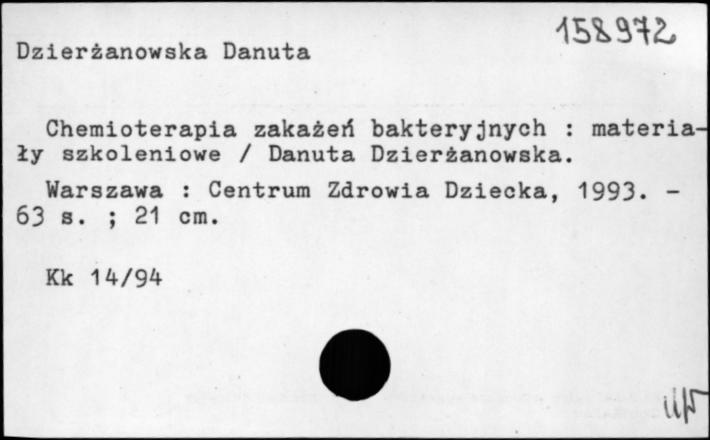 158972
Dzierżanowska Danuta
Chemioterapia zakażeń bakteryjnych : materia-
ły szkoleniowe / Danuta Dzierżanowska.
Warszawa : Centrum Zdrowia Dziecka, 1993. -
63 s. ; 21 cm.
Kk 14/94